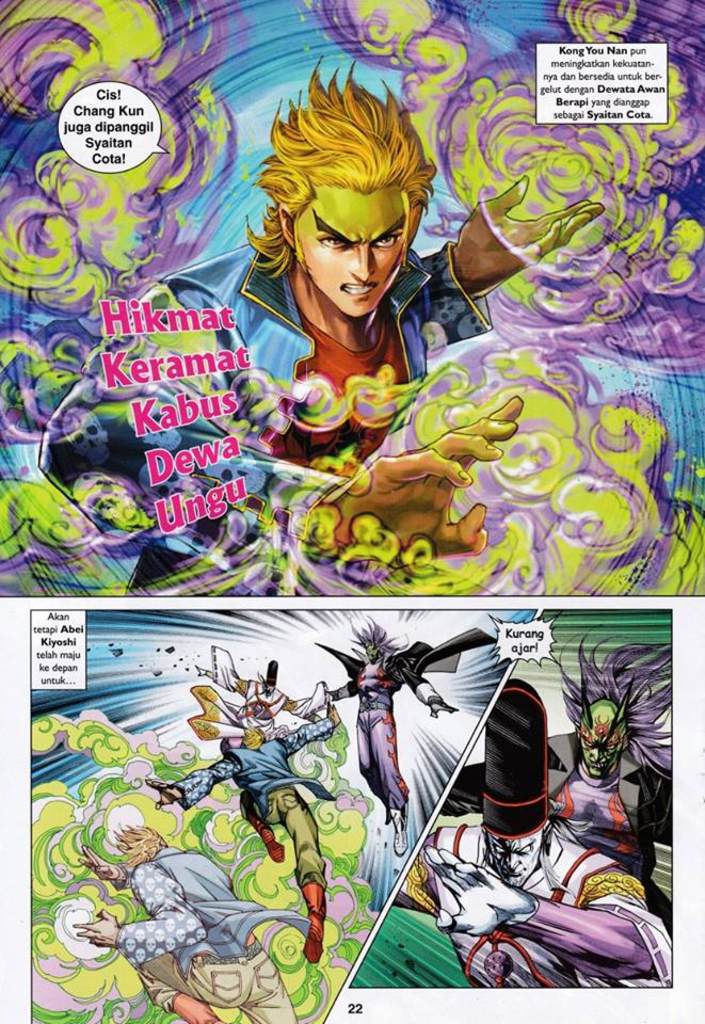 Cis!
Chang Kun
juga dipanggil
Syaitan
Cota!
Kong You Nan pun
meningkatkan kekuatan-
nya dan bersedia untuk ber-
gelut dengan Dewata Awan
Berapi yang dianggap
sebagai Syaitan Cota.
Hikmat
Keramat
Kabus
Dewa
Ungu
Akan
tetapi Abei
Kiyoshi
telah maju
ke depan
untuk...
Kurang
ajar!
22